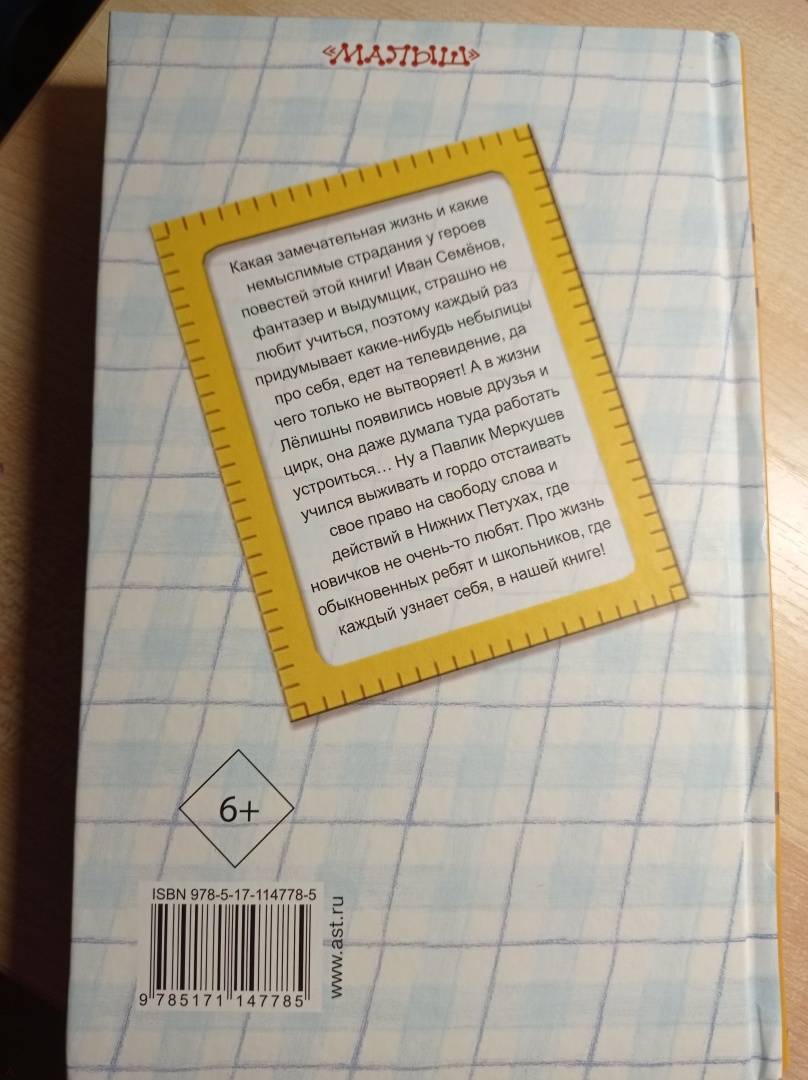 «МАЛЫШ»
Какая замечательная жизнь и какие
немыслимые страдания у героев
повестей этой книги! Иван Семёнов,
фантазер и выдумщик, страшно не
любит учиться, поэтому каждый раз
придумывает какие-нибудь небылицы
про себя, едет на телевидение, да
чего только не вытворяет! А в жизни
Лёлишны появились новые друзья и
цирк, она даже думала туда работать
устроиться... Ну а Павлик Меркушев
учился выживать и гордо отстаивать
свое право на свободу слова и
действий в Нижних Петухах, где
новичков не очень-то любят. Про жизнь
обыкновенных ребят и школьников, где
каждый узнает себя, в нашей книге!
6+
ISBN 978-5-17-114778-5
9 785171 147785
www.ast.ru